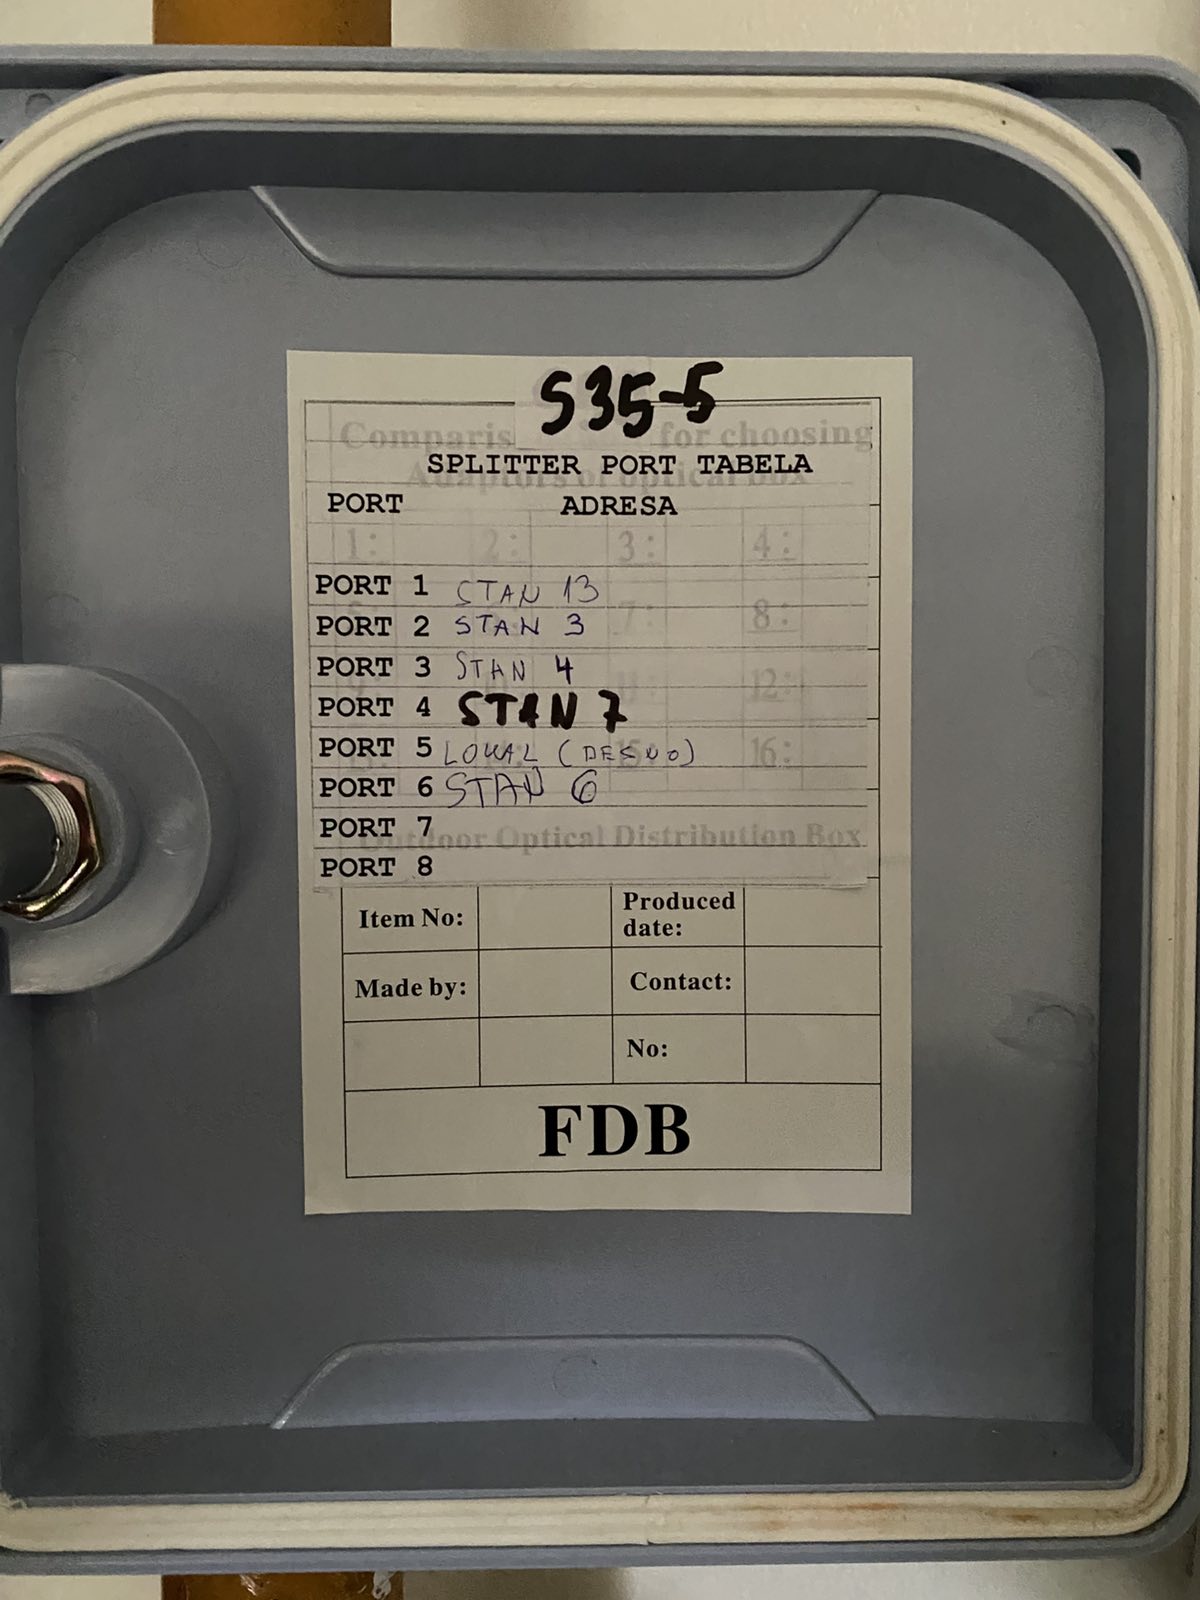 S35-5
Comparis for choosing
SPLITTER PORT TABELA
Adaptors of optical box
PORT ADRESA
1: 2: 3: 4:
PORT 1 STAN 13
7: 8:
PORT 2 STAN 3
PORT 3 STAN 4
12:
PORT 4 STAN 7
PORT 5 LOKAL (DESNO)
15: 16:
PORT 6 STAN 6
PORT 7
Outdoor Optical Distribution Box
PORT 8
Item No: Produced date:
Made by: Contact:
No:
FDB